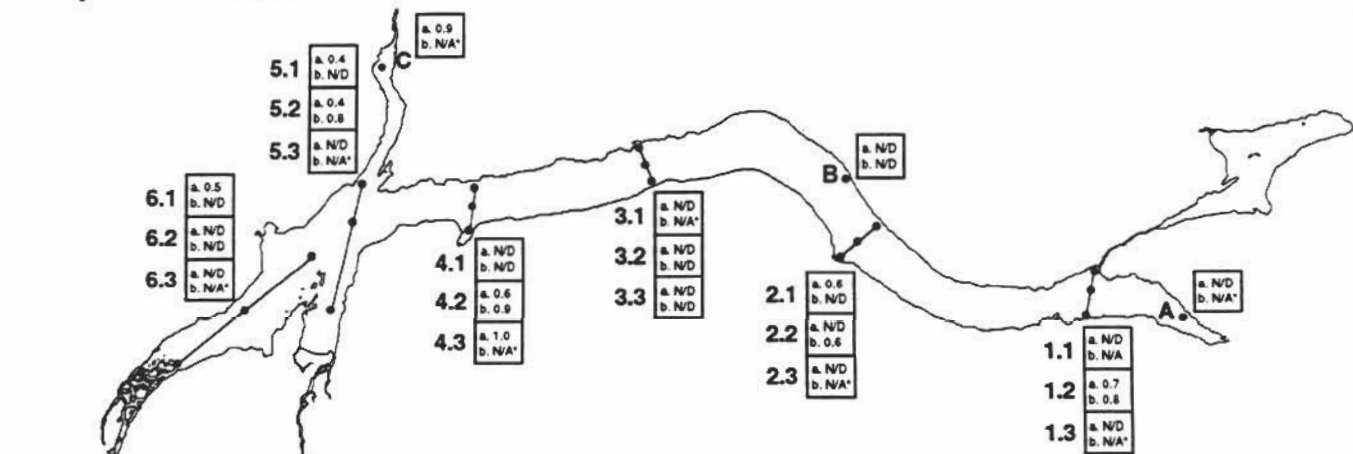 a. 0.9
b. N/A*
C
5.1
a. 0.4
b. N/D
5.2
a. 0.4
b. 0.8
5.3
a. N/D
b. N/A*
6.1
a. 0.5
b. N/D
6.2
a. N/D
b. N/D
6.3
a. N/D
b. N/A*
4.1
a. N/D
b. N/D
4.2
a. 0.6
b. 0.9
4.3
a. 1.0
b. N/A*
3.1
a. N/D
b. N/A*
3.2
a. N/D
b. N/D
3.3
a. N/D
b. N/D
B
a. N/D
b. N/D
2.1
a. 0.6
b. N/D
2.2
a. N/D
b. 0.6
2.3
a. N/D
b. N/A*
A
a. N/D
b. N/A*
1.1
a. N/D
b. N/A
1.2
a. 0.7
b. 0.8
1.3
a. N/D
b. N/A*